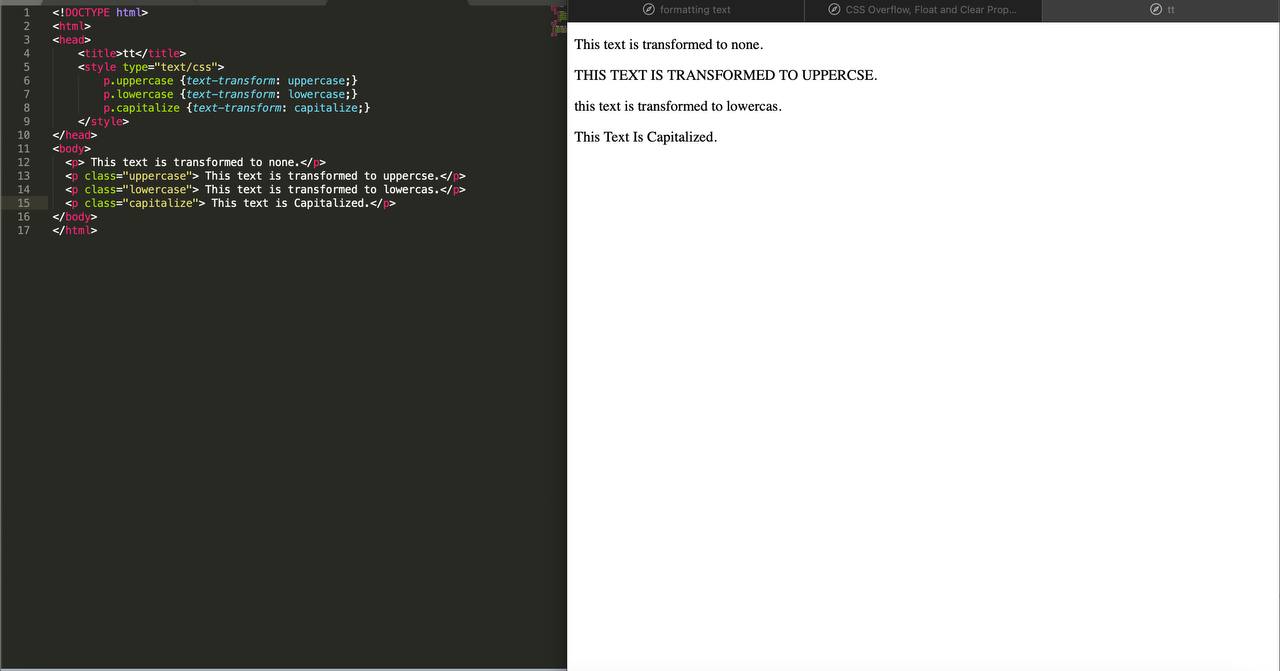 1 <!DOCTYPE html>
2 <html>
3 <head>
4 <title>tt</title>
5 <style type="text/css">
6 p.uppercase {text-transform: uppercase;}
7 p.lowercase {text-transform: lowercase;}
8 p.capitalize {text-transform: capitalize;}
9 </style>
10 </head>
11 <body>
12 <p> This text is transformed to none.</p>
13 <p class="uppercase"> This text is transformed to uppercse.</p>
14 <p class="lowercase"> This text is transformed to lowercas.</p>
15 <p class="capitalize"> This text is Capitalized.</p>
16 </body>
17 </html>
formatting text
CSS Overflow, Float and Clear Prop...
tt
This text is transformed to none.
THIS TEXT IS TRANSFORMED TO UPPERCSE.
this text is transformed to lowercas.
This Text Is Capitalized.